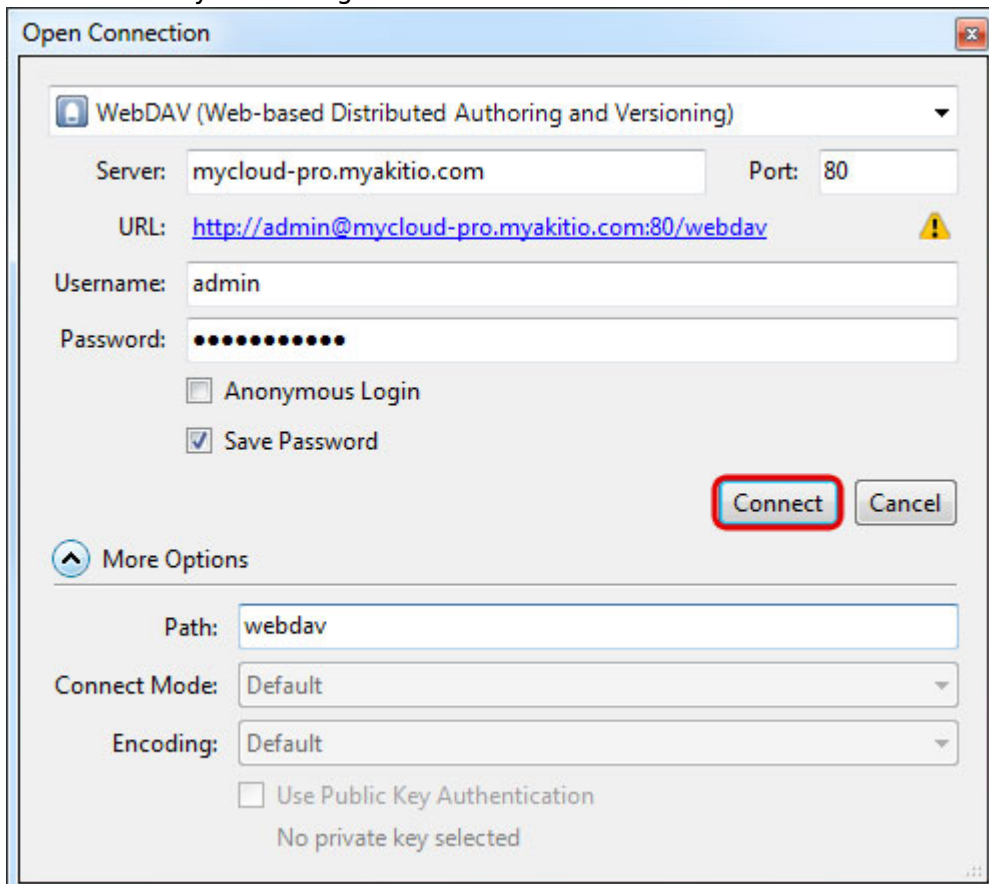 Open Connection
WebDAV (Web-based Distributed Authoring and Versioning)
Server: mycloud-pro.myakitio.com Port: 80
URL: http://admin@mycloud-pro.myakitio.com:80/webdav
Username: admin
Password: •••••••••••
Anonymous Login
Save Password
Connect Cancel
More Options
Path: webdav
Connect Mode: Default
Encoding: Default
Use Public Key Authentication
No private key selected